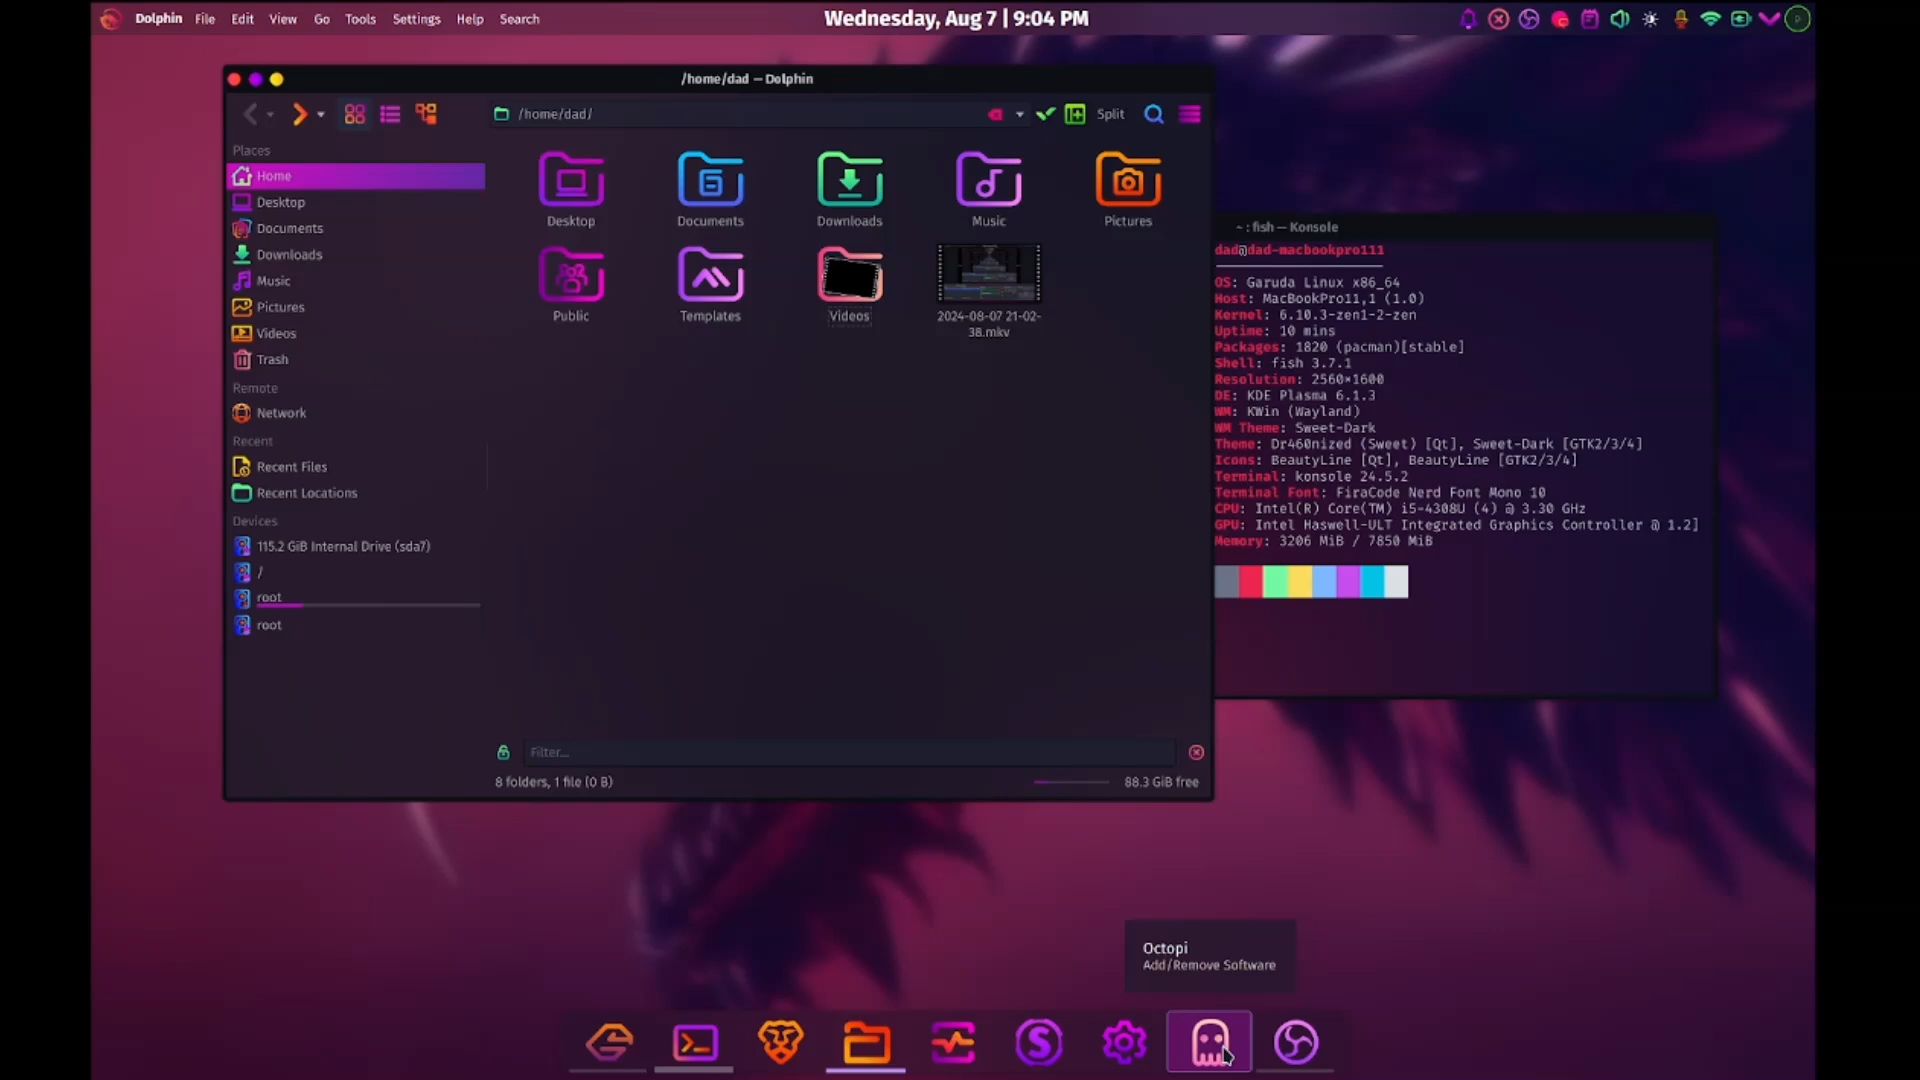 Dolphin File Edit View Go Tools Settings Help Search
Wednesday, Aug 7 | 9:04 PM
/home/dad — Dolphin
/home/dad/
Split
Places
Home
Desktop
Documents
Downloads
Music
Pictures
Videos
Trash
Remote
Network
Recent
Recent Files
Recent Locations
Devices
115.2 GiB Internal Drive (sda7)
/
root
root
Desktop
Documents
Downloads
Music
Pictures
Public
Templates
Videos
2024-08-07 21-02-
38.mkv
Filter...
8 folders, 1 file (0 B)
88.3 GiB free
~ : fish — Konsole
dad@dad-macbookpro111
OS: Garuda Linux x86_64
Host: MacBookPro11,1 (1.0)
Kernel: 6.10.3-zen1-2-zen
Uptime: 10 mins
Packages: 1820 (pacman)[stable]
Shell: fish 3.7.1
Resolution: 2560x1600
DE: KDE Plasma 6.1.3
WM: KWin (Wayland)
WM Theme: Sweet-Dark
Theme: Dr460nized (Sweet) [Qt], Sweet-Dark [GTK2/3/4]
Icons: BeautyLine [Qt], BeautyLine [GTK2/3/4]
Terminal: konsole 24.5.2
Terminal Font: FiraCode Nerd Font Mono 10
CPU: Intel(R) Core(TM) i5-4308U (4) @ 3.30 GHz
GPU: Intel Haswell-ULT Integrated Graphics Controller @ 1.2]
Memory: 3206 MiB / 7850 MiB
Octopi
Add/Remove Software